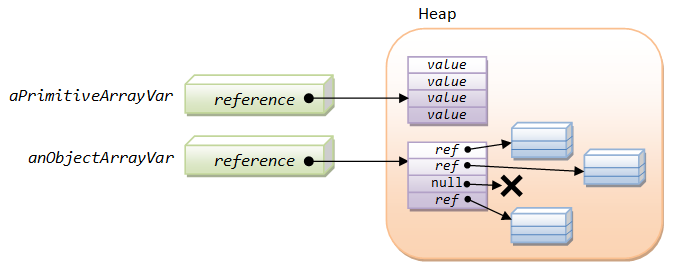 Heap
aPrimitiveArrayVar
reference
value
value
value
value
anObjectArrayVar
reference
ref
ref
null
ref